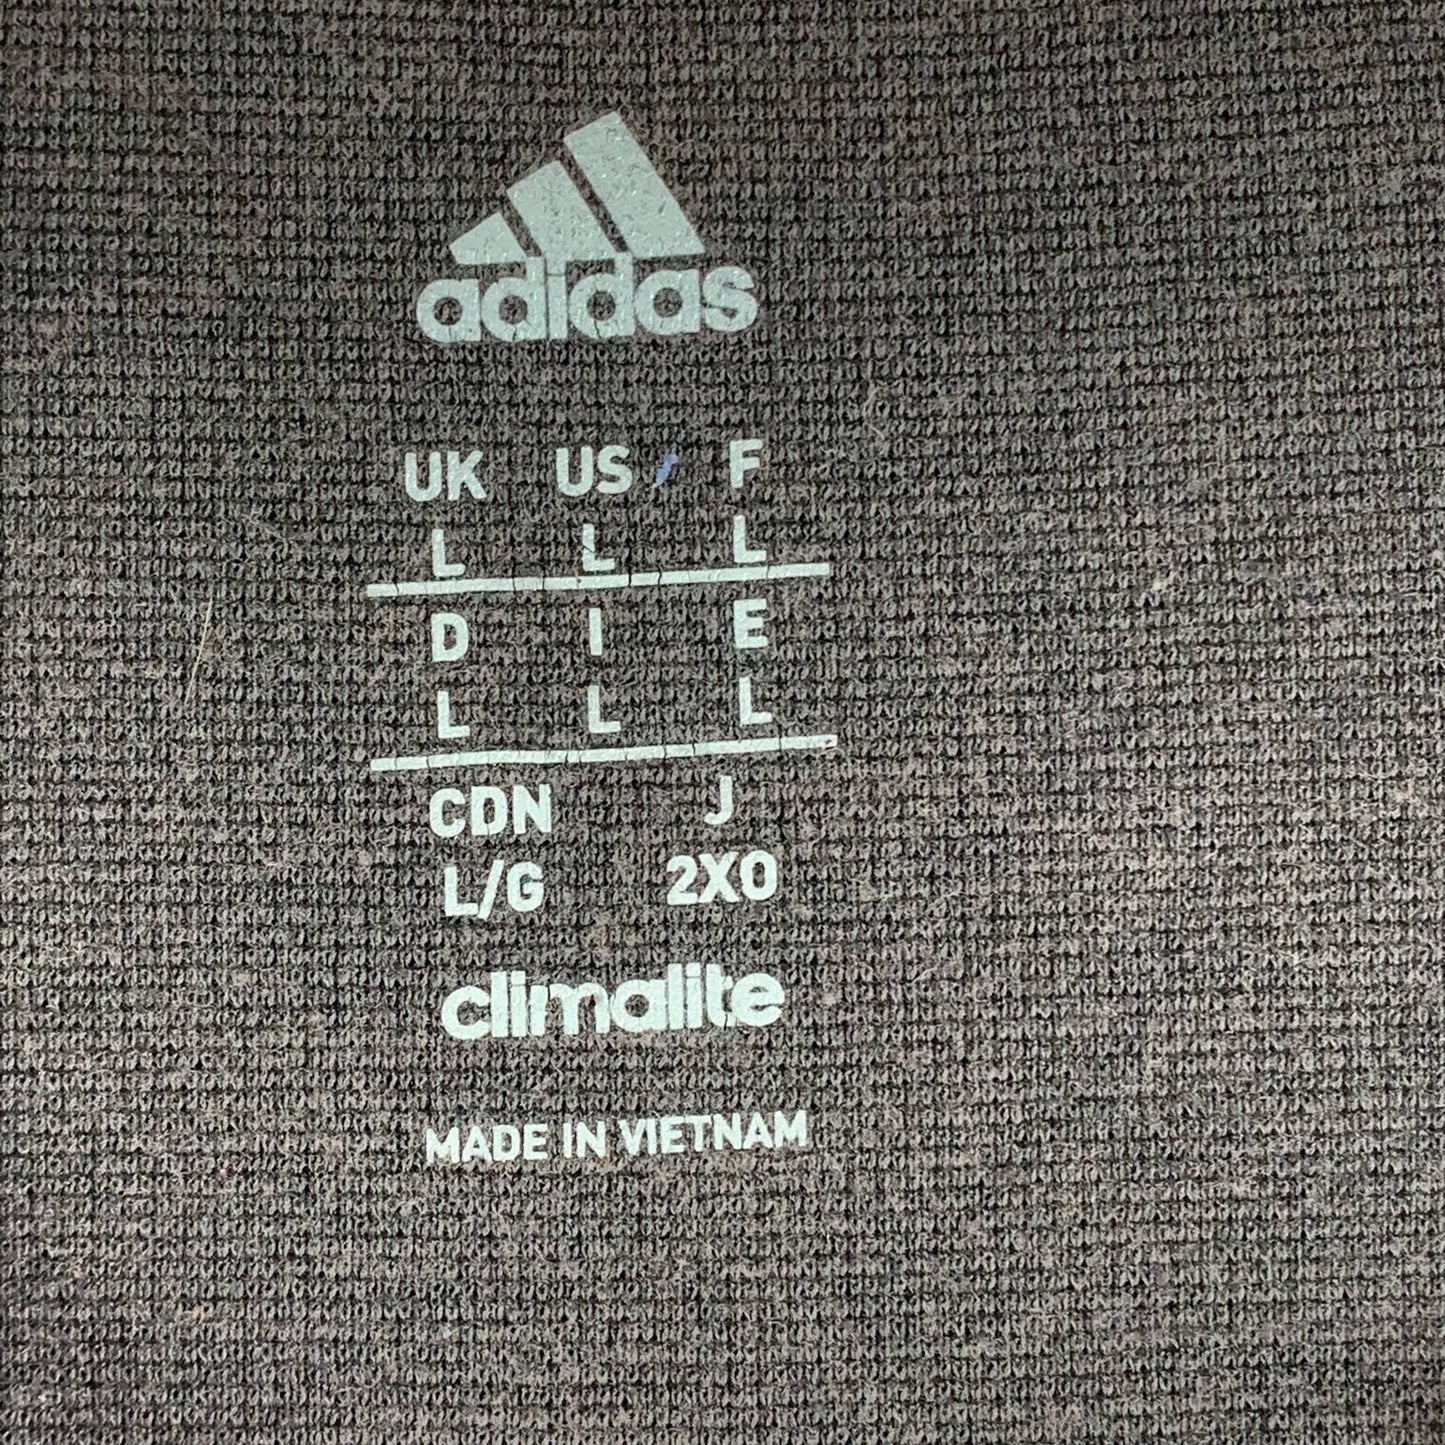 adidas
UK US F
L L L
D I E
L L L
CDN J
L/G 2XO
climalite
MADE IN VIETNAM